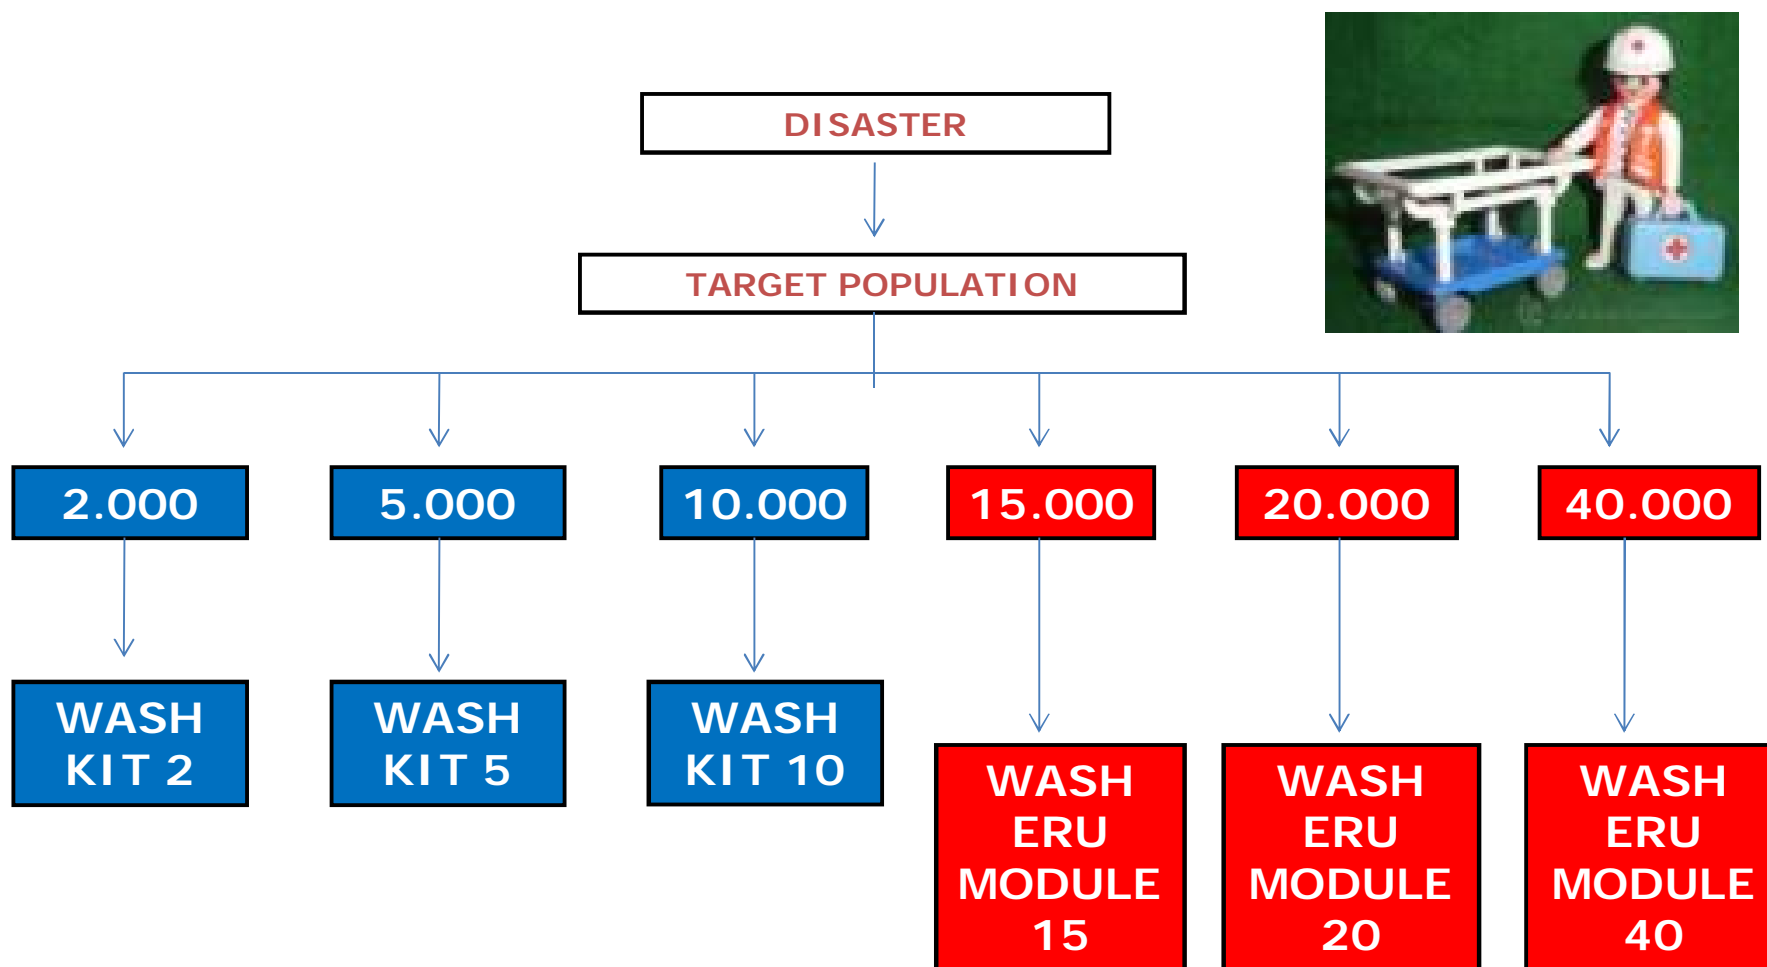 DISASTER
TARGET POPULATION
2.000
5.000
10.000
15.000
20.000
40.000
WASH
KIT 2
WASH
KIT 5
WASH
KIT 10
WASH
ERU
MODULE
15
WASH
ERU
MODULE
20
WASH
ERU
MODULE
40